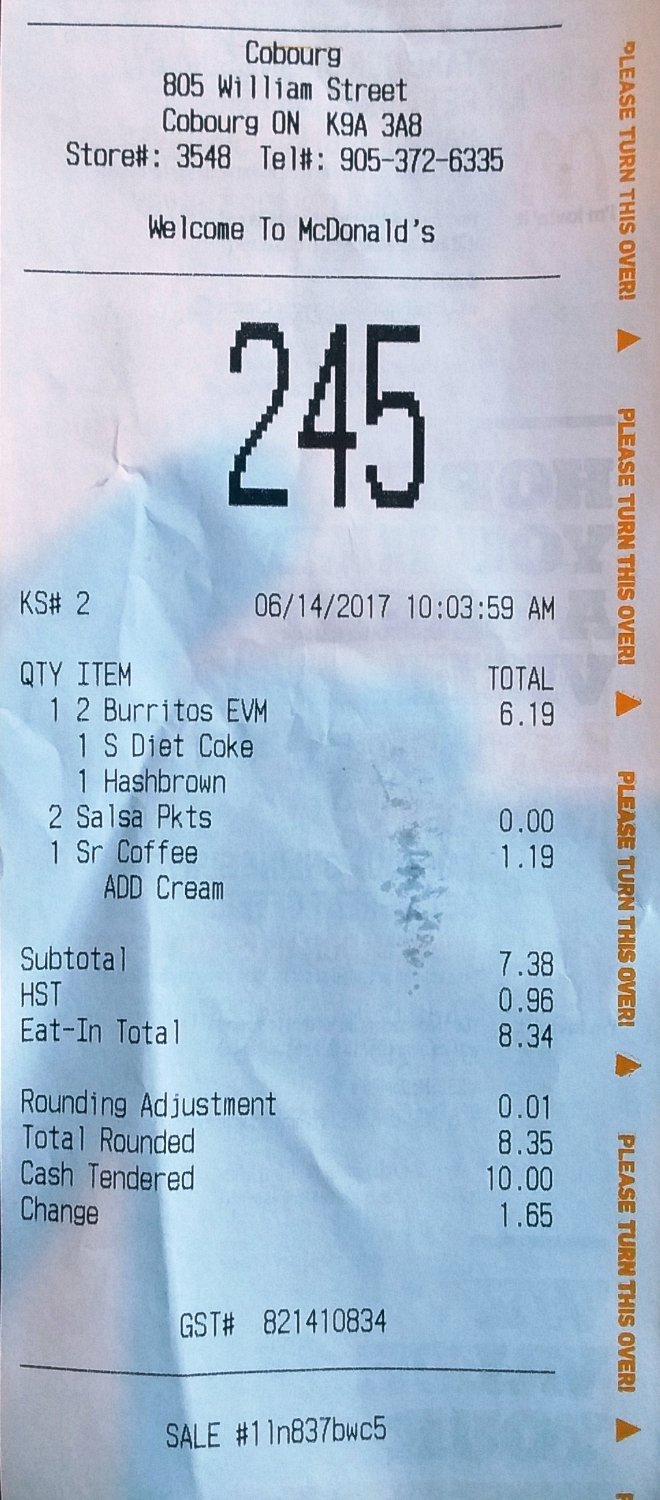 Cobourg
805 William Street
Cobourg ON K9A 3A8
Store#: 3548 Tel#: 905-372-6335
Welcome To McDonald's
245
KS# 2 06/14/2017 10:03:59 AM
QTY ITEM TOTAL
1 2 Burritos EVM 6.19
1 S Diet Coke
1 Hashbrown
2 Salsa Pkts 0.00
1 Sr Coffee 1.19
ADD Cream
Subtotal 7.38
HST 0.96
Eat-In Total 8.34
Rounding Adjustment 0.01
Total Rounded 8.35
Cash Tendered 10.00
Change 1.65
GST# 821410834
SALE #11n837bwc5
PLEASE TURN THIS OVER!
PLEASE TURN THIS OVER!
PLEASE TURN THIS OVER!
PLEASE TURN THIS OVER!